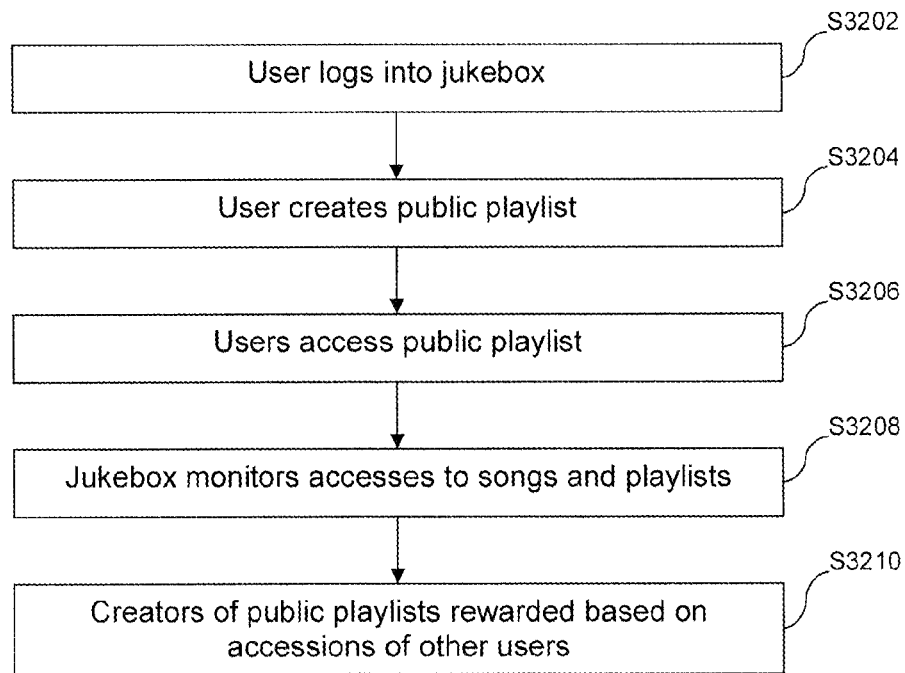 S3202
User logs into jukebox
S3204
User creates public playlist
S3206
Users access public playlist
S3208
Jukebox monitors accesses to songs and playlists
S3210
Creators of public playlists rewarded based on
accessions of other users